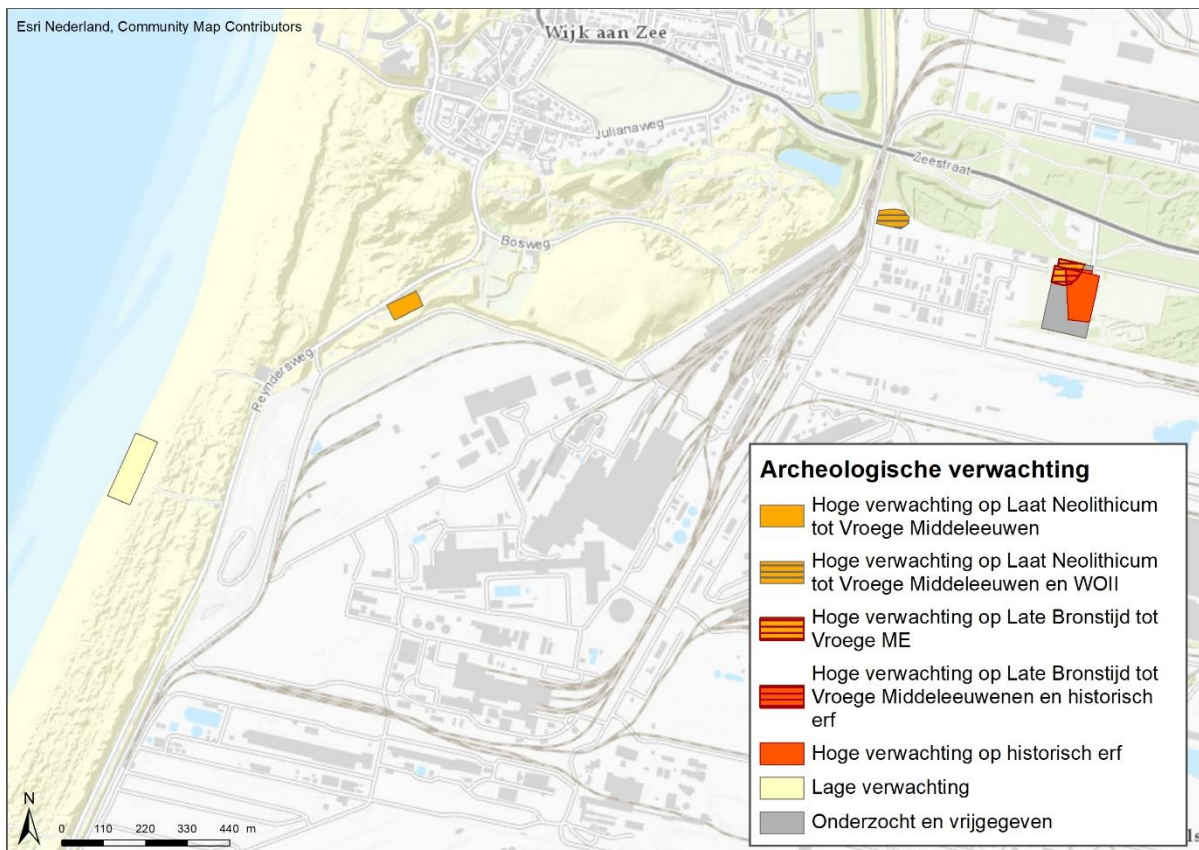 Esri Nederland, Community Map Contributors
Wijk aan Zee
Julianaweg
Zeestraat
Bosweg
Reyndersweg
Archeologische verwachting
Hoge verwachting op Laat Neolithicum
tot Vroege Middeleeuwen
Hoge verwachting op Laat Neolithicum
tot Vroege Middeleeuwen en WOII
Hoge verwachting op Late Bronstijd tot
Vroege ME
Hoge verwachting op Late Bronstijd tot
Vroege Middeleeuwenen en historisch
erf
Hoge verwachting op historisch erf
Lage verwachting
Onderzocht en vrijgegeven
N
0 110 220 330 440 m